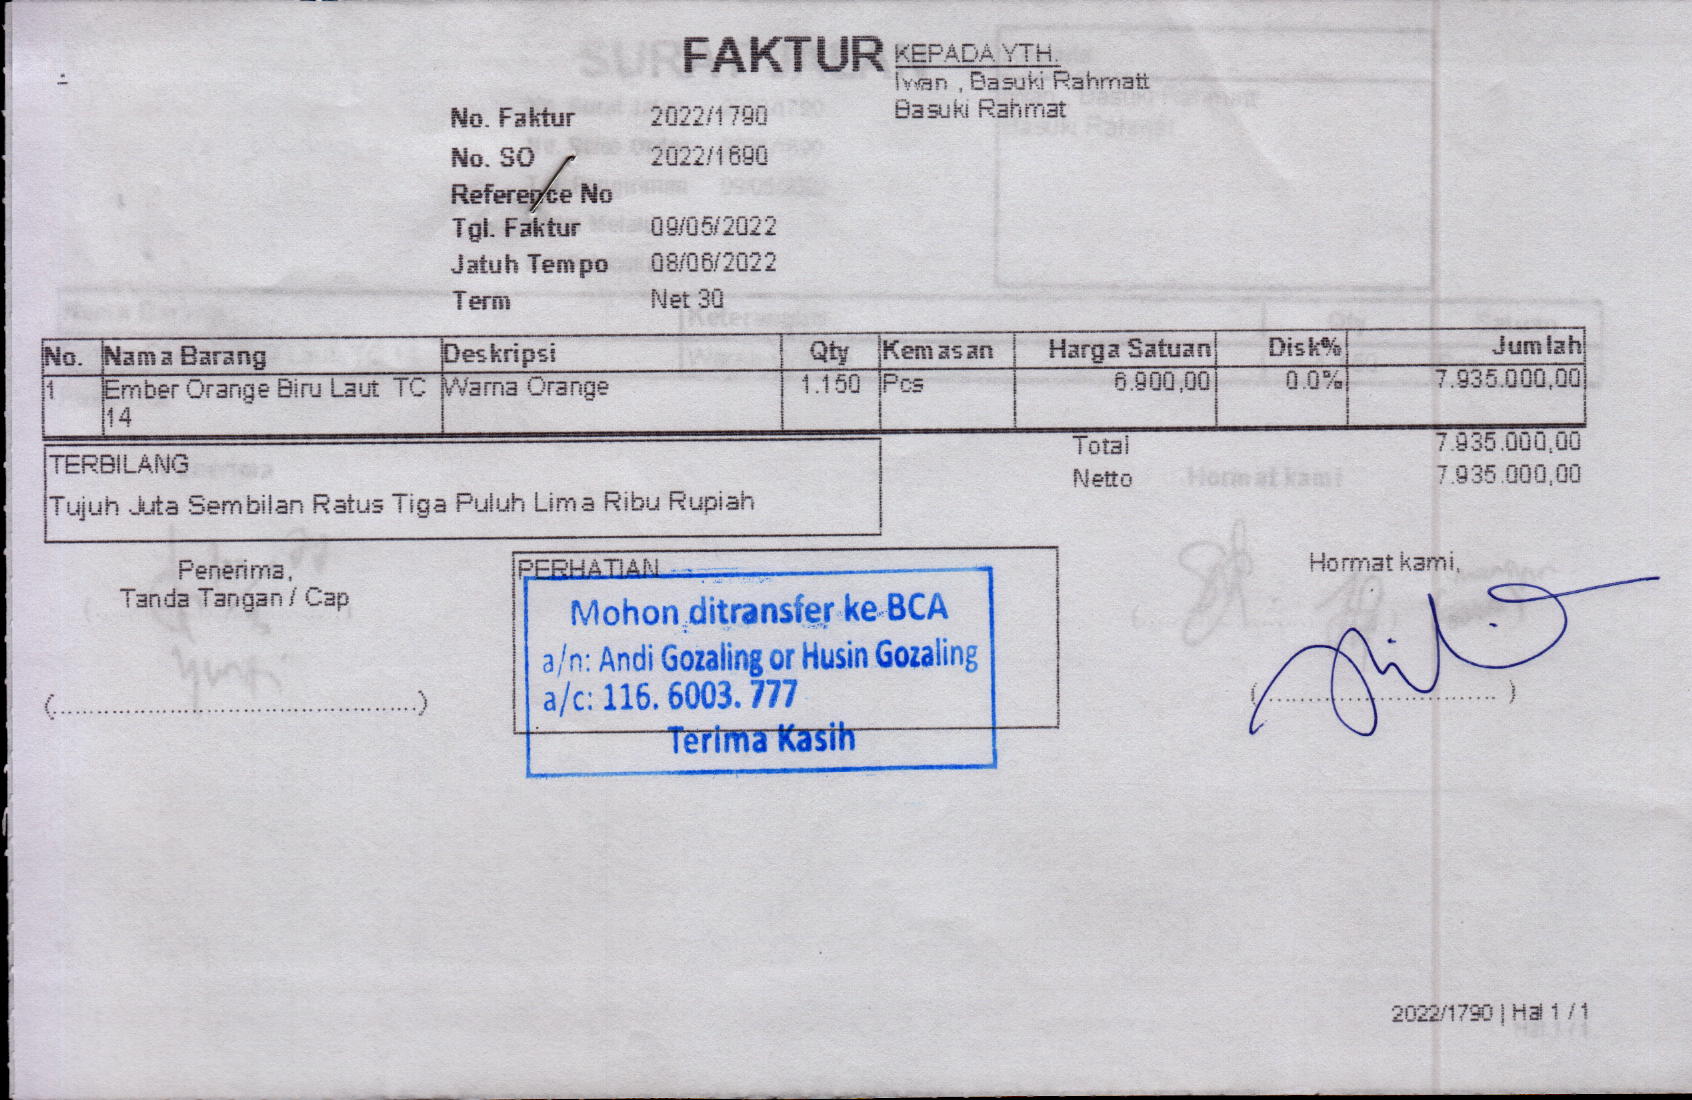 FAKTUR
KEPADA YTH.
Iwan , Basuki Rahmatt
Basuki Rahmat
No. Faktur 2022/1790
No. SO 2022/1690
Reference No
Tgl. Faktur 09/05/2022
Jatuh Tempo 08/06/2022
Term Net 30
No. Nama Barang Deskripsi Qty Kemasan Harga Satuan Disk% Jumlah
1 Ember Orange Biru Laut TC Warna Orange 1.150 Pcs 6.900,00 0.0% 7.935.000,00
14
Total 7.935.000,00
Netto 7.935.000,00
TERBILANG
Tujuh Juta Sembilan Ratus Tiga Puluh Lima Ribu Rupiah
Penerima,
Tanda Tangan / Cap
(................................................)
PERHATIAN
Mohon ditransfer ke BCA
a/n: Andi Gozaling or Husin Gozaling
a/c: 116. 6003. 777
Terima Kasih
Hormat kami,
(................................)
2022/1790 | Hal 1 / 1